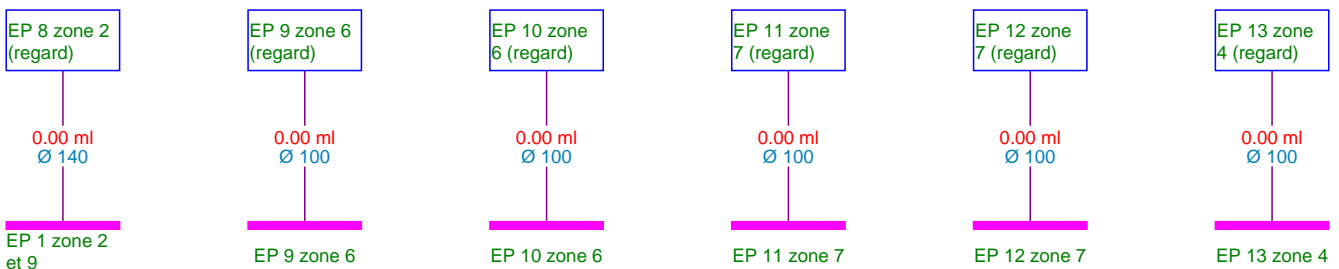 EP 8 zone 2
(regard)
0.00 ml
Ø 140
EP 1 zone 2
et 9
EP 9 zone 6
(regard)
0.00 ml
Ø 100
EP 9 zone 6
EP 10 zone
6 (regard)
0.00 ml
Ø 100
EP 10 zone 6
EP 11 zone
7 (regard)
0.00 ml
Ø 100
EP 11 zone 7
EP 12 zone
7 (regard)
0.00 ml
Ø 100
EP 12 zone 7
EP 13 zone
4 (regard)
0.00 ml
Ø 100
EP 13 zone 4